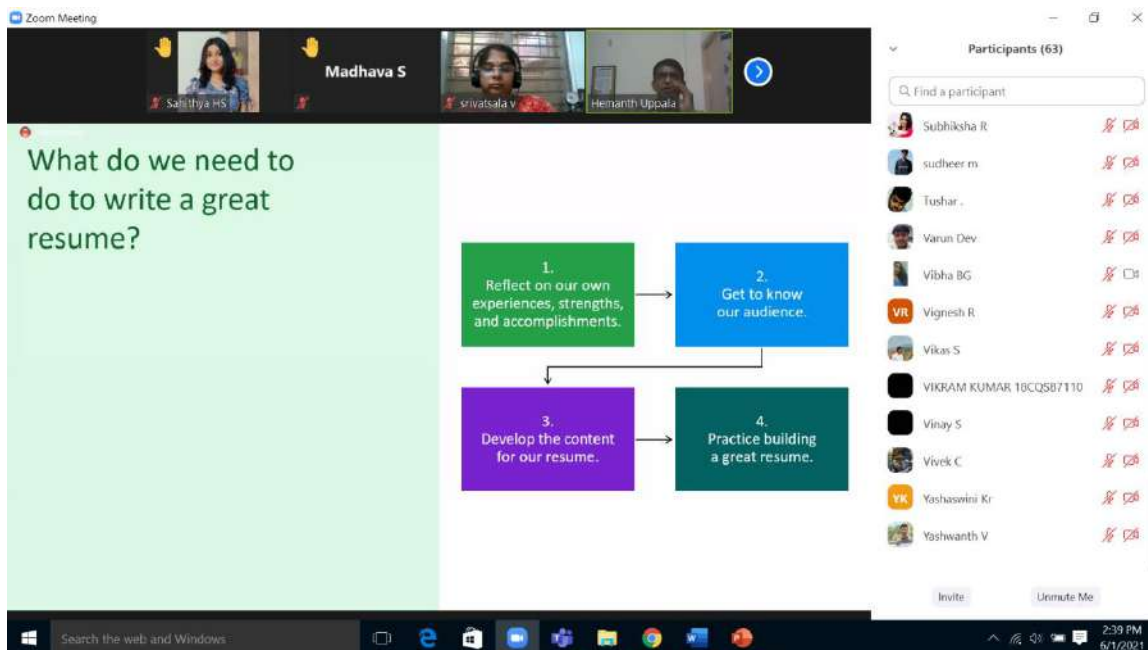 Zoom Meeting
Sahithya HS
Madhava S
srivatsala v
Hemanth Uppala
What do we need to
do to write a great
resume?
1.
Reflect on our own
experiences, strengths,
and accomplishments.
2.
Get to know
our audience.
3.
Develop the content
for our resume.
4.
Practice building
a great resume.
Participants (63)
Find a participant
Subhiksha R
sudheer m
Tushar .
Varun Dev
Vibha BG
VR Vignesh R
Vikas S
VIKRAM KUMAR 18CQSB7110
Vinay S
Vivek C
YK Yashaswini Kr
Yashwanth V
Invite
Unmute Me
Search the web and Windows
2:39 PM
6/1/2021